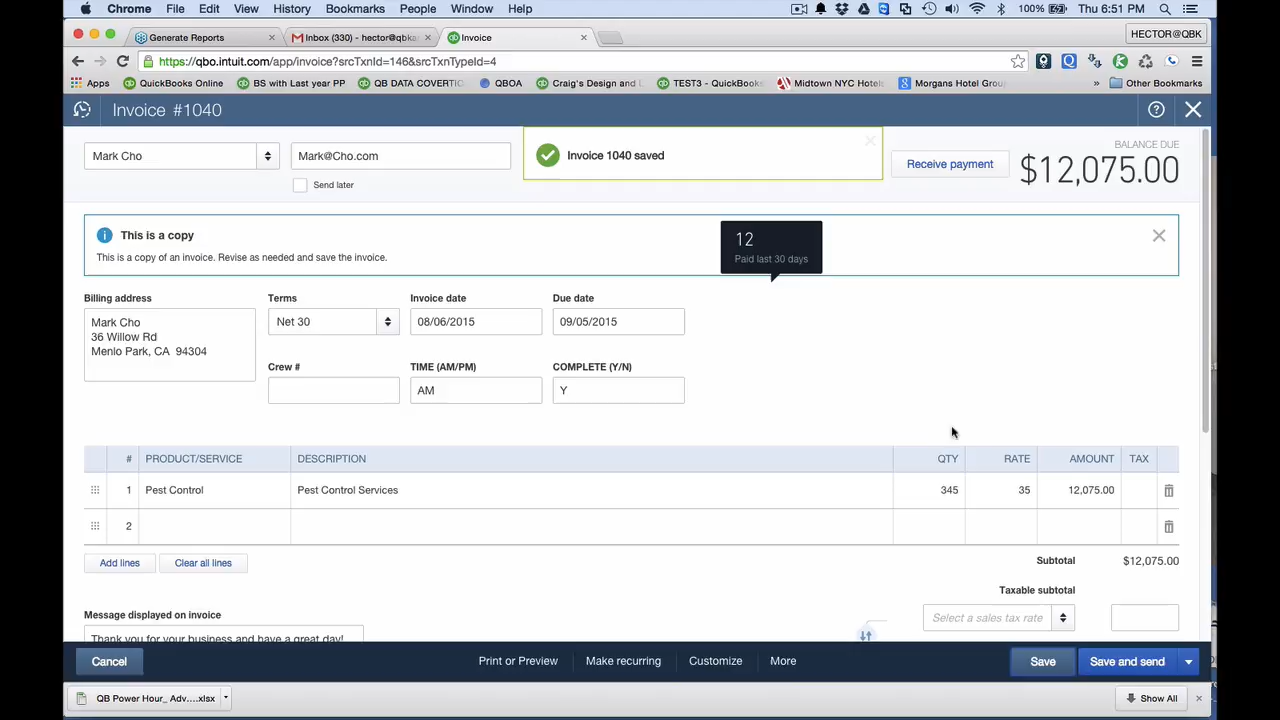 Chrome File Edit View History Bookmarks People Window Help 100% Thu 6:51 PM
Generate Reports × Inbox (330) - hector@qbka × Invoice × HECTOR@QBK
https://qbo.intuit.com/app/invoice?srcTxnId=146&srcTxnTypeId=4
Apps QuickBooks Online BS with Last year PP QB DATA COVERTIC QBOA Craig's Design and L TEST3 - QuickBooks Midtown NYC Hotels Morgans Hotel Group » Other Bookmarks
Invoice #1040
Mark Cho Mark@Cho.com Invoice 1040 saved Receive payment BALANCE DUE
$12,075.00
Send later
This is a copy
This is a copy of an invoice. Revise as needed and save the invoice.
12
Paid last 30 days
Billing address Terms Invoice date Due date
Mark Cho Net 30 08/06/2015 09/05/2015
36 Willow Rd
Menlo Park, CA 94304
Crew # TIME (AM/PM) COMPLETE (Y/N)
AM Y
# PRODUCT/SERVICE DESCRIPTION QTY RATE AMOUNT TAX
1 Pest Control Pest Control Services 345 35 12,075.00
2
Add lines Clear all lines Subtotal $12,075.00
Taxable subtotal
Message displayed on invoice Select a sales tax rate
Thank you for your business and have a great day!
Cancel Print or Preview Make recurring Customize More Save Save and send
QB Power Hour_ Adv....xlsx Show All